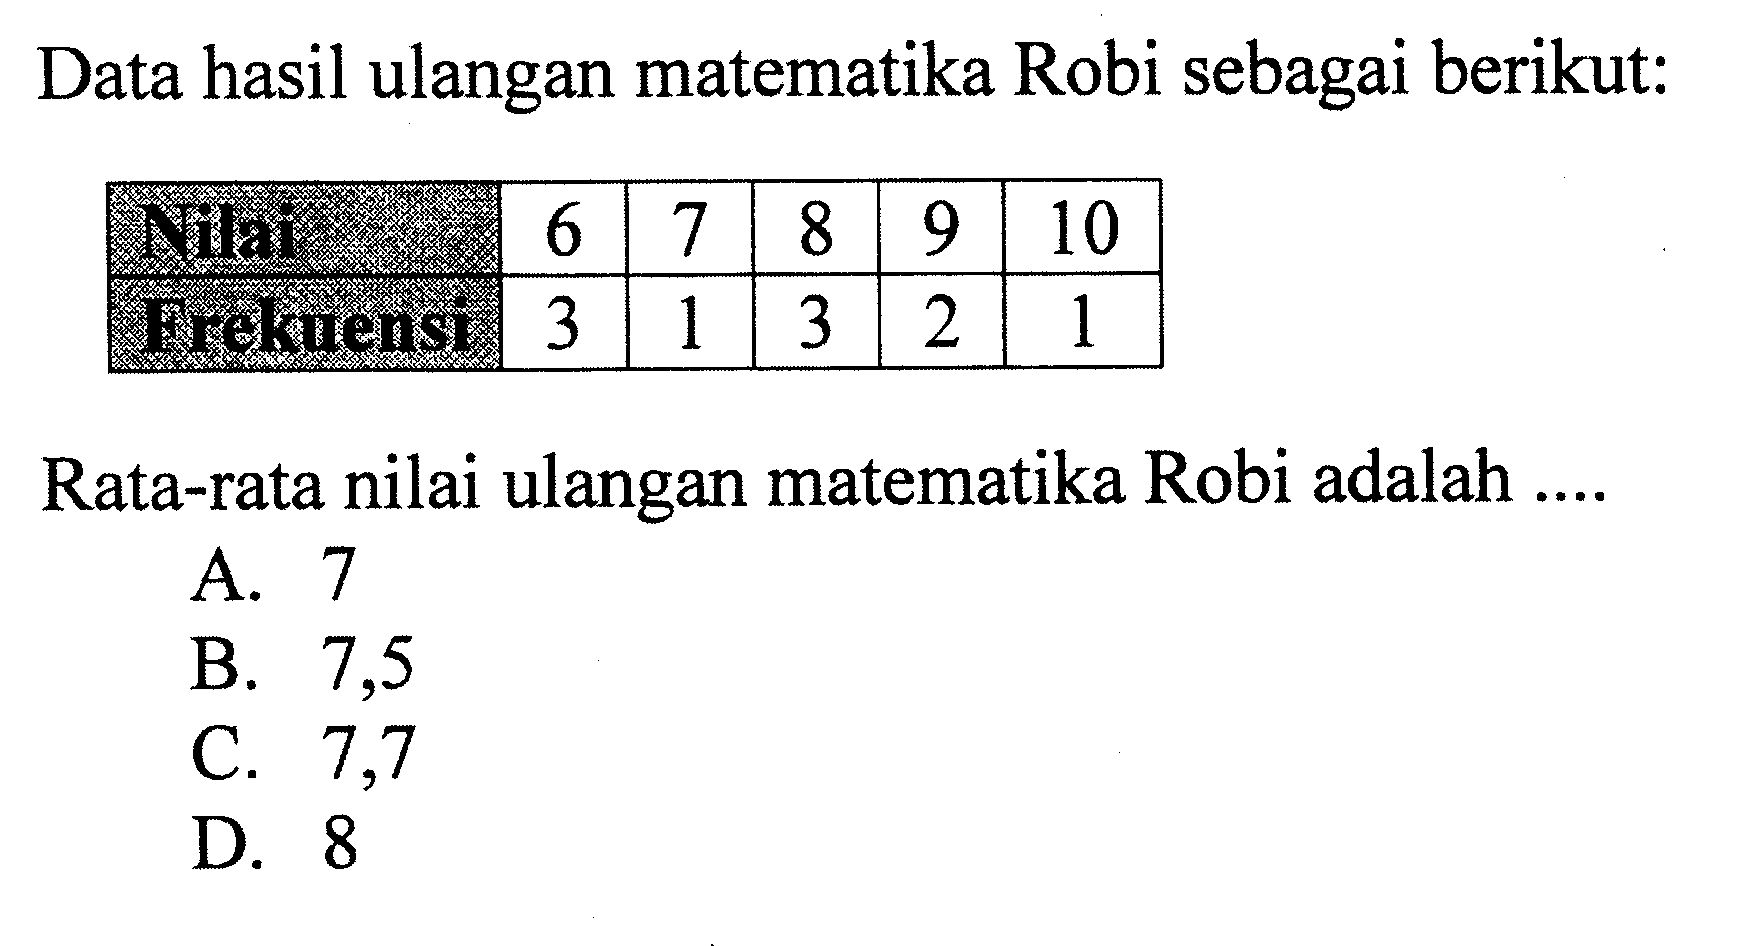 Data hasil ulangan matematika Robi sebagai berikut:
Nilai 6 7 8 9 10
Frekuensi 3 1 3 2 1
Rata-rata nilai ulangan matematika Robi adalah ....
A. 7
B. 7,5
C. 7,7
D. 8